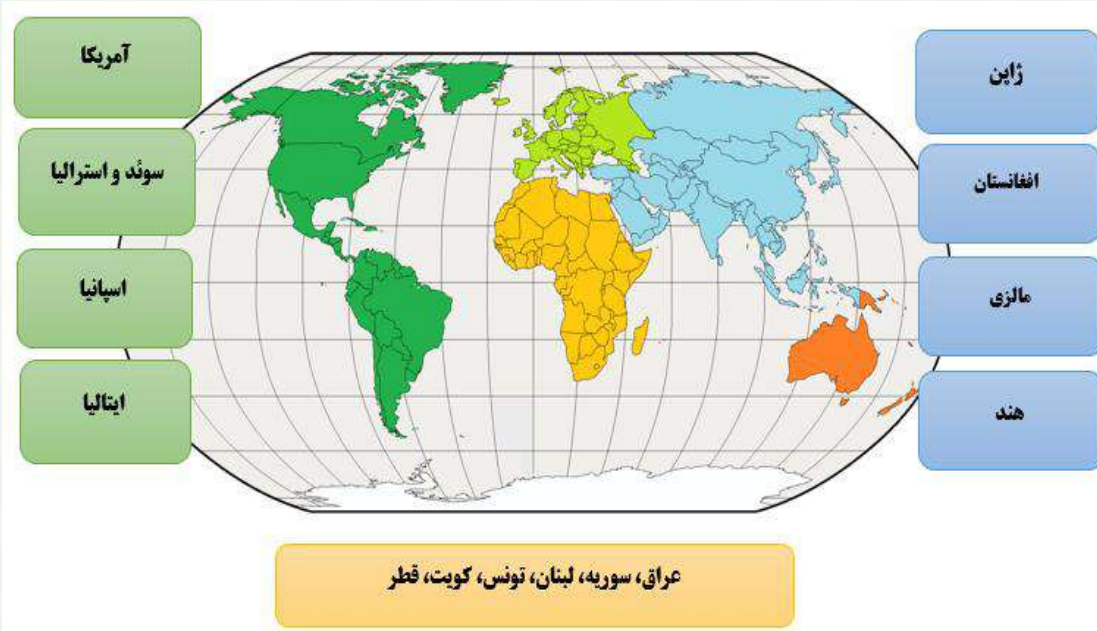 ژاپن
افغانستان
مالزی
هند
آمریکا
سوئد و استرالیا
اسپانیا
ایتالیا
عراق، سوریه، لبنان، تونس، کویت، قطر